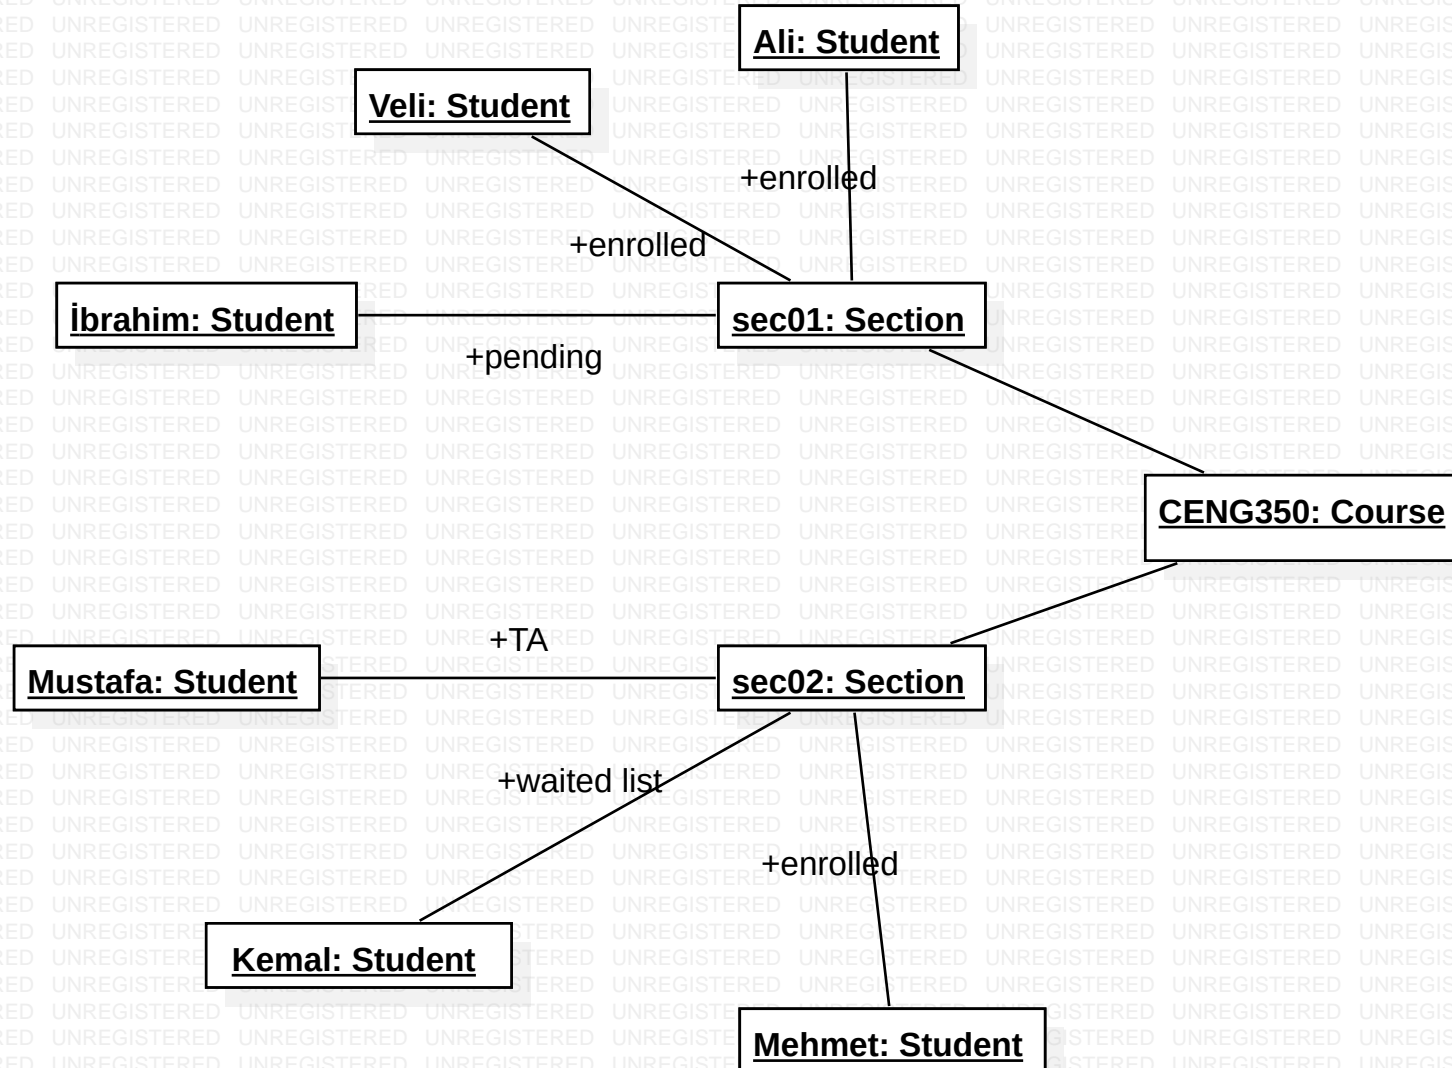 Ali: Student
Veli: Student
+enrolled
+enrolled
İbrahim: Student
sec01: Section
+pending
CENG350: Course
+TA
Mustafa: Student
sec02: Section
+waited list
+enrolled
Kemal: Student
Mehmet: Student
UNREGISTERED